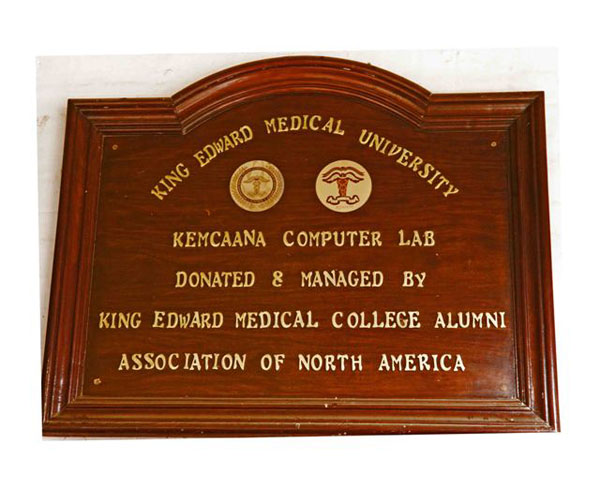 KING EDWARD MEDICAL UNIVERSITY
KEMCAANA COMPUTER LAB
DONATED & MANAGED BY
KING EDWARD MEDICAL COLLEGE ALUMNI
ASSOCIATION OF NORTH AMERICA